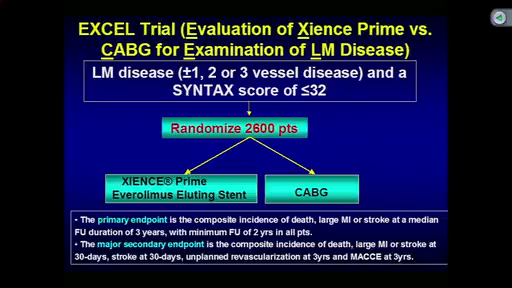 EXCEL Trial (Evaluation of Xience Prime vs.
CABG for Examination of LM Disease)
LM disease (±1, 2 or 3 vessel disease) and a
SYNTAX score of ≤32
Randomize 2600 pts
XIENCE® Prime
Everolimus Eluting Stent
CABG
• The primary endpoint is the composite incidence of death, large MI or stroke at a median
FU duration of 3 years, with minimum FU of 2 yrs in all pts.
• The major secondary endpoint is the composite incidence of death, large MI or stroke at
30-days, stroke at 30-days, unplanned revascularization at 3yrs and MACCE at 3yrs.